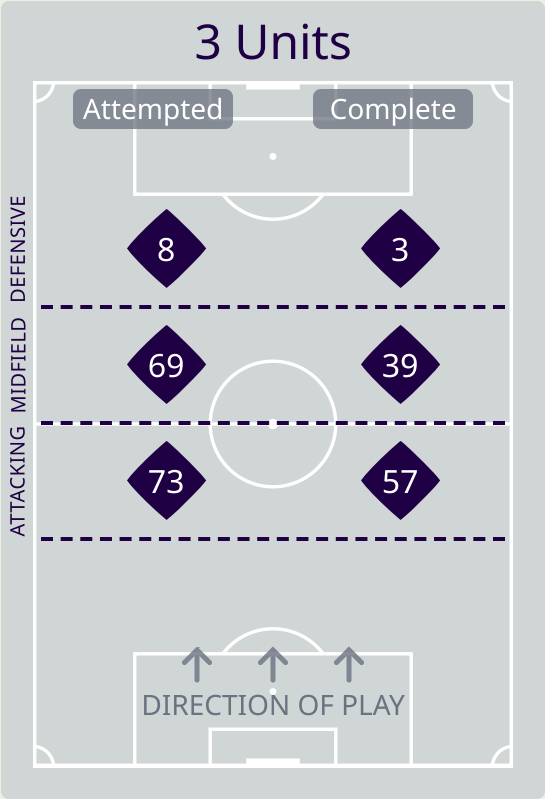 3 Units
Attempted
Complete
DEFENSIVE
8
3
MIDFIELD
69
39
ATTACKING
73
57
DIRECTION OF PLAY